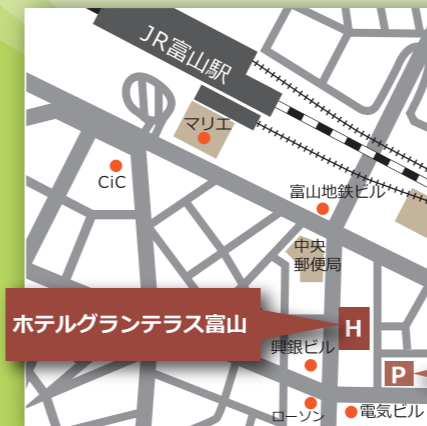 JR富山駅
マリエ
CiC
富山地鉄ビル
中央
郵便局
ホテルグランテラス富山
H
興銀ビル
P
ローソン
電気ビル